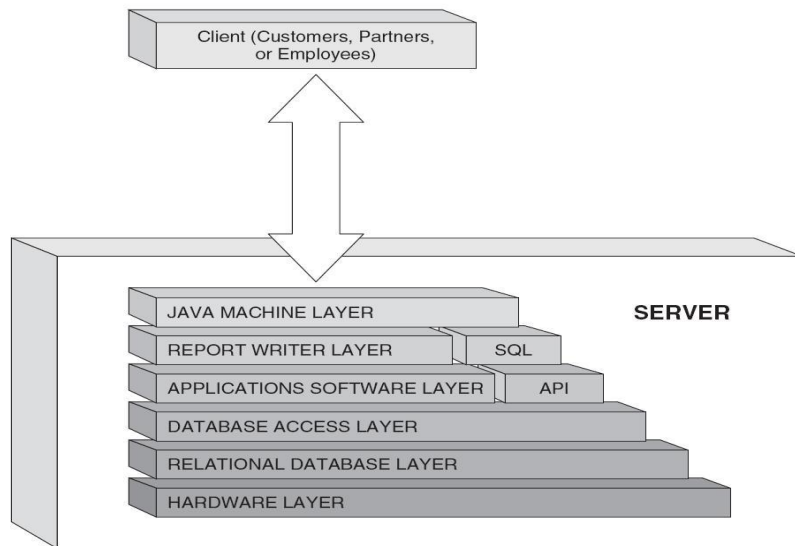 Client (Customers, Partners,
or Employees)
SERVER
JAVA MACHINE LAYER
REPORT WRITER LAYER
SQL
APPLICATIONS SOFTWARE LAYER
API
DATABASE ACCESS LAYER
RELATIONAL DATABASE LAYER
HARDWARE LAYER